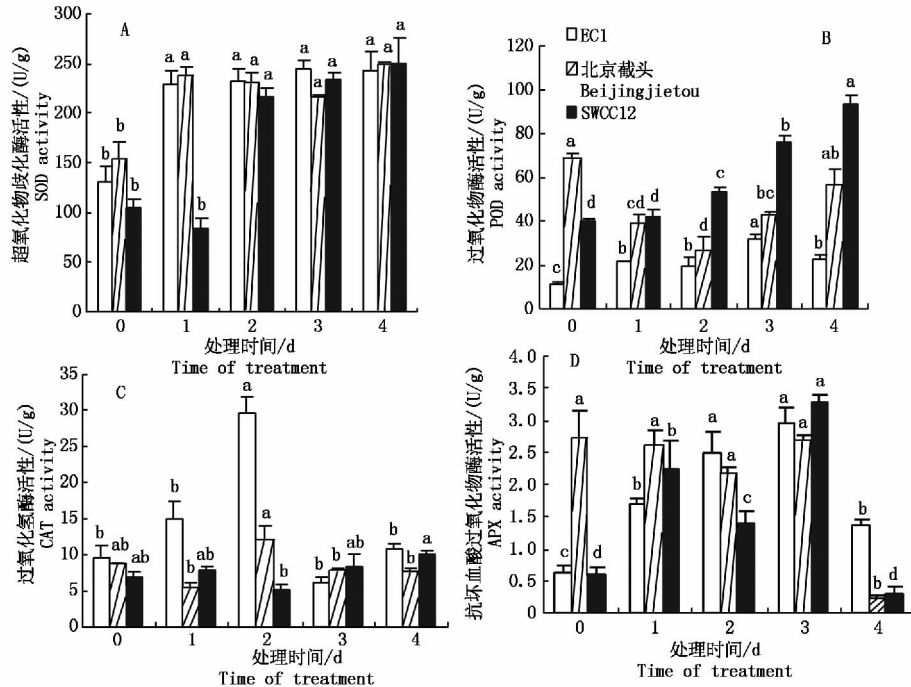 A
超氧化物歧化酶活性/(U/g)
SOD activity
300
250
200
150
100
50
0
b b b
a a b
a a a
a a a
a a a
0 1 2 3 4
处理时间/d
Time of treatment
B
EC1
北京截头
Beijingjietou
SWCC12
过氧化物酶活性/(U/g)
POD activity
120
100
80
60
40
20
0
c a d
b cd d
b d c
a bc b
b ab a
0 1 2 3 4
处理时间/d
Time of treatment
C
过氧化氢酶活性/(U/g)
CAT activity
35
30
25
20
15
10
5
0
b ab ab
b b ab
a a b
b ab a
b b a
0 1 2 3 4
处理时间/d
Time of treatment
D
抗坏血酸过氧化物酶活性/(U/g)
APX activity
4.0
3.5
3.0
2.5
2.0
1.5
1.0
0.5
0
c a d
b a b
a a c
a a a
b b d
0 1 2 3 4
处理时间/d
Time of treatment